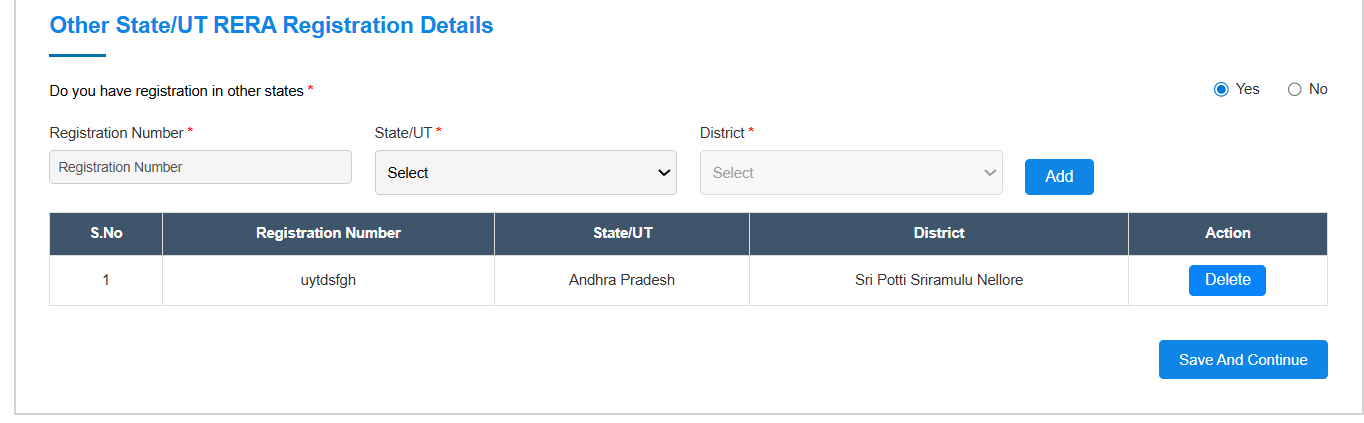 Other State/UT RERA Registration Details
Do you have registration in other states * Yes No
Registration Number * State/UT * District *
Registration Number Select Select Add
S.No Registration Number State/UT District Action
1 uytdsfgh Andhra Pradesh Sri Potti Sriramulu Nellore Delete
Save And Continue